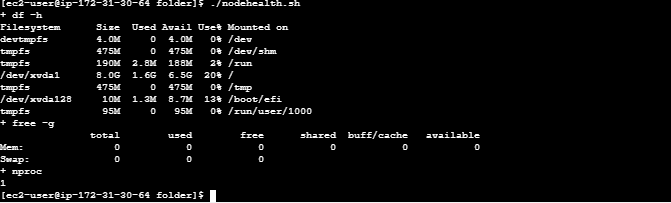 [ec2-user@ip-172-31-30-64 folder]$ ./nodehealth.sh
+ df -h
Filesystem      Size  Used Avail Use% Mounted on
devtmpfs        4.0M     0  4.0M   0% /dev
tmpfs           475M     0  475M   0% /dev/shm
tmpfs           190M  2.8M  188M   2% /run
/dev/xvda1      8.0G  1.6G  6.5G  20% /
tmpfs           475M     0  475M   0% /tmp
/dev/xvda128     10M  1.3M  8.7M  13% /boot/efi
tmpfs            95M     0   95M   0% /run/user/1000
+ free -g
               total        used        free      shared  buff/cache   available
Mem:               0           0           0           0           0           0
Swap:              0           0           0
+ nproc
1
[ec2-user@ip-172-31-30-64 folder]$